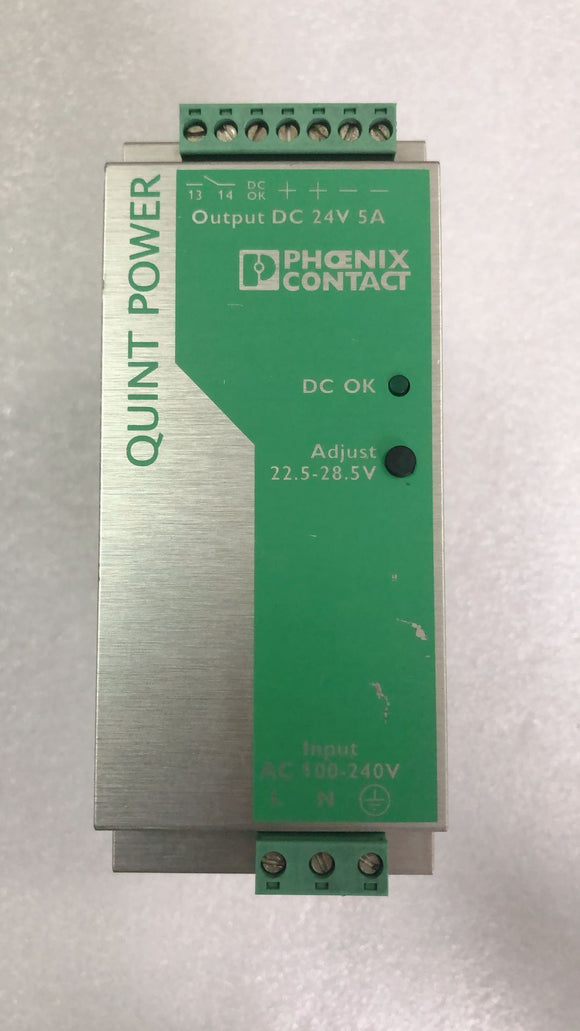 QUINT POWER
13 14 DC OK + + − −
Output DC 24V 5A
PHŒNIX
CONTACT
DC OK
Adjust
22.5-28.5V
Input
AC 100-240V
L N